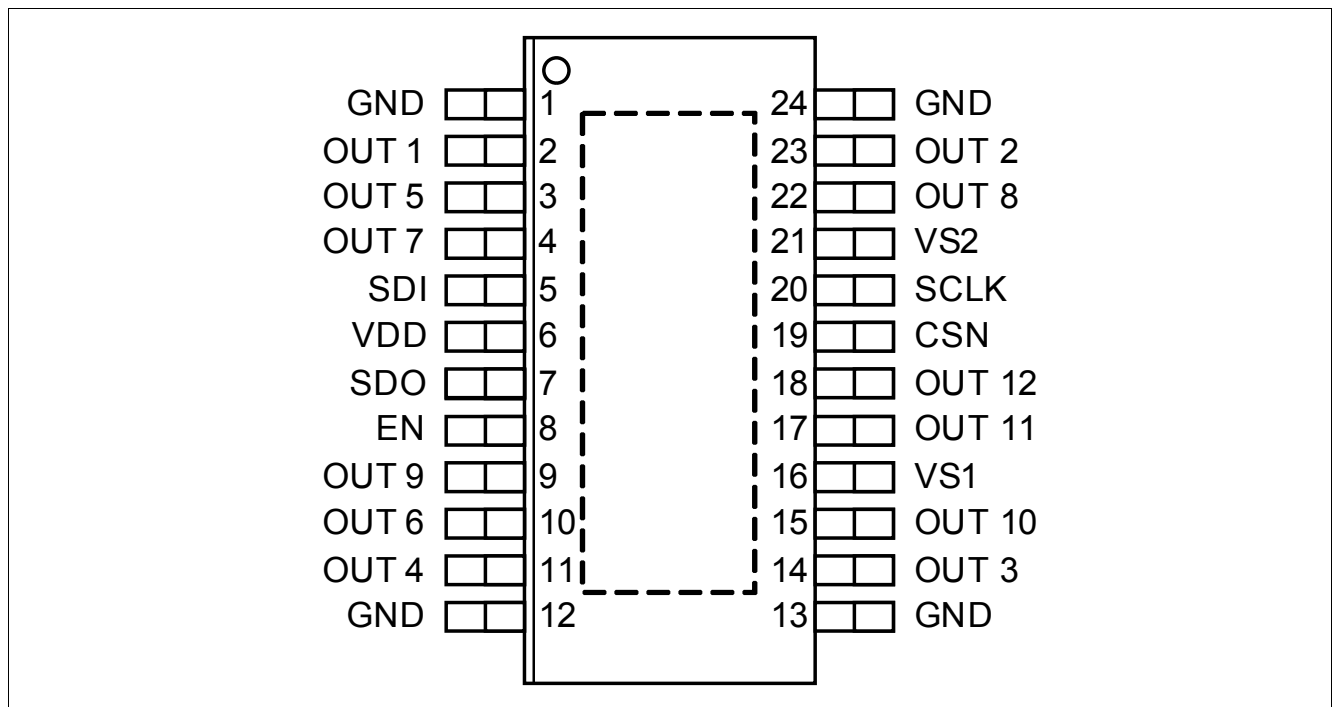 GND 1 24 GND
OUT 1 2 23 OUT 2
OUT 5 3 22 OUT 8
OUT 7 4 21 VS2
SDI 5 20 SCLK
VDD 6 19 CSN
SDO 7 18 OUT 12
EN 8 17 OUT 11
OUT 9 9 16 VS1
OUT 6 10 15 OUT 10
OUT 4 11 14 OUT 3
GND 12 13 GND